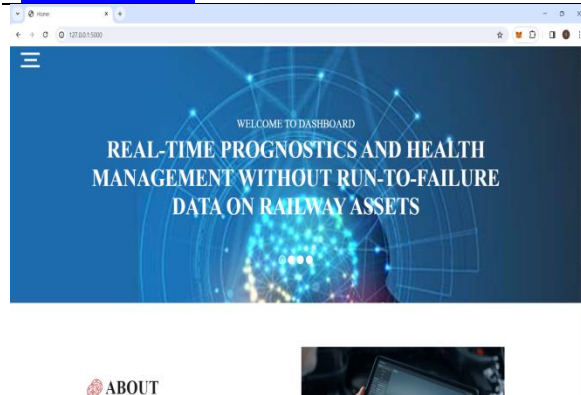 Home
127.0.0.1:5000
WELCOME TO DASHBOARD
REAL-TIME PROGNOSTICS AND HEALTH
MANAGEMENT WITHOUT RUN-TO-FAILURE
DATA ON RAILWAY ASSETS
ABOUT